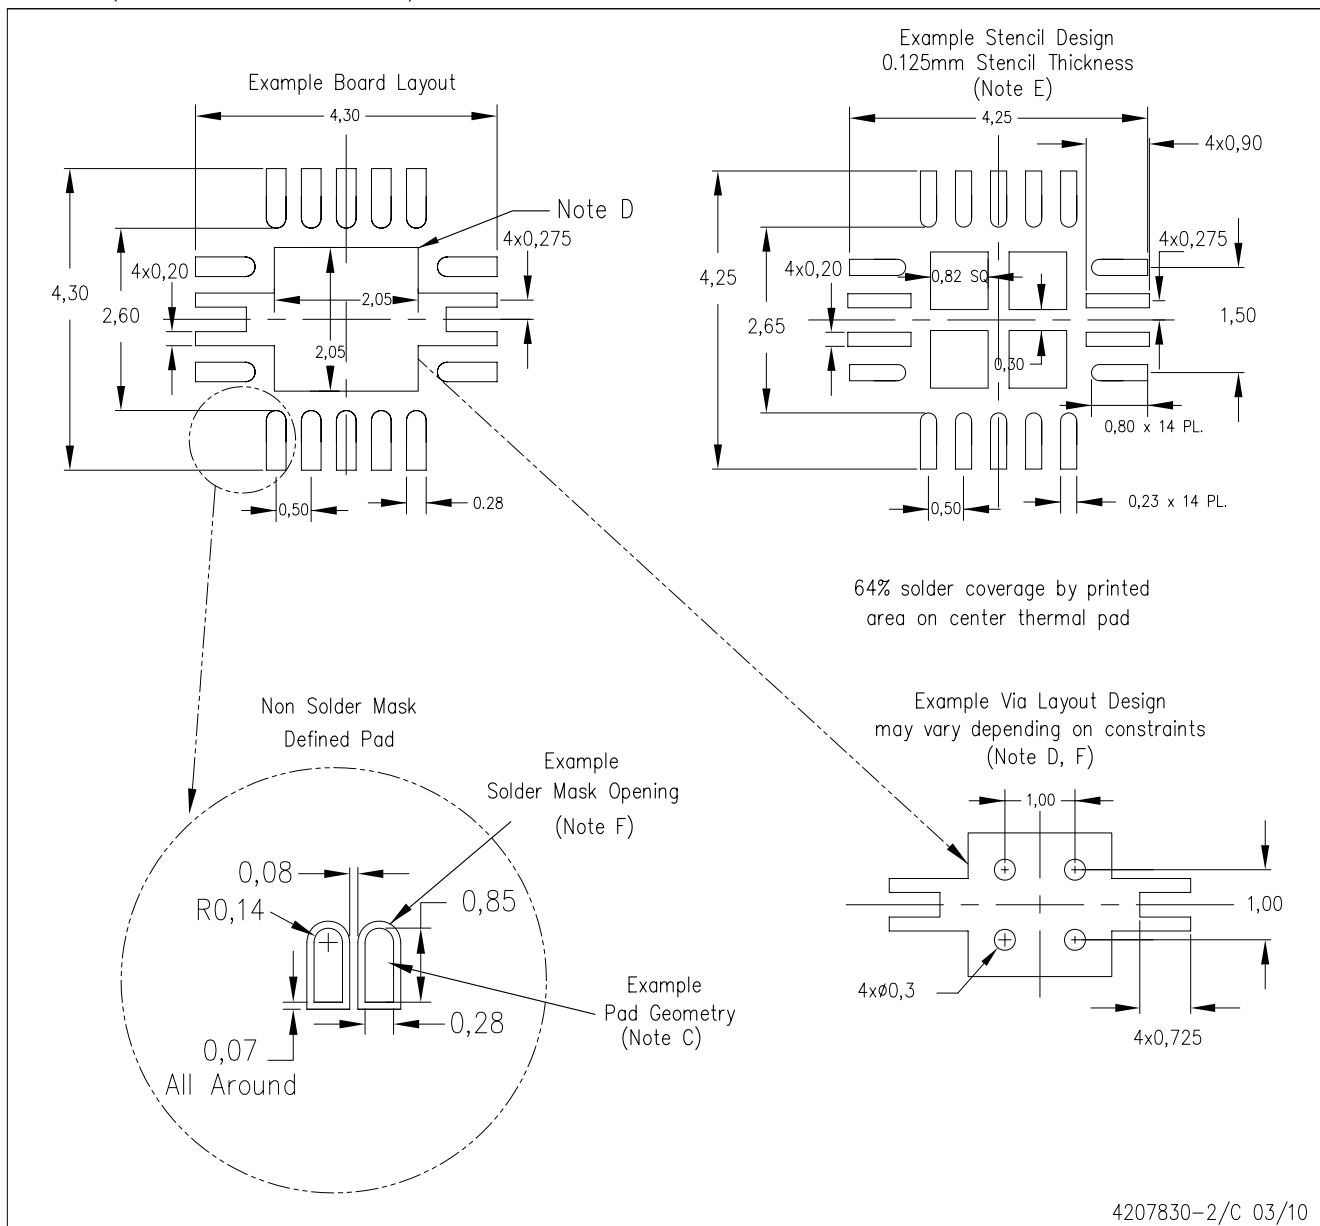 Example Board Layout
4,30
4,30
2,60
4x0,20
2,05
2,05
Note D
4x0,275
0,50
0.28
Example Stencil Design
0.125mm Stencil Thickness
(Note E)
4,25
4x0,90
4,25
2,65
4x0,20
0,82 SQ
0,30
4x0,275
1,50
0,80 x 14 PL.
0,50
0,23 x 14 PL.
64% solder coverage by printed
area on center thermal pad
Non Solder Mask
Defined Pad
Example
Solder Mask Opening
(Note F)
0,08
R0,14
0,85
0,28
0,07
All Around
Example
Pad Geometry
(Note C)
Example Via Layout Design
may vary depending on constraints
(Note D, F)
1,00
1,00
4xø0,3
4x0,725
4207830-2/C 03/10